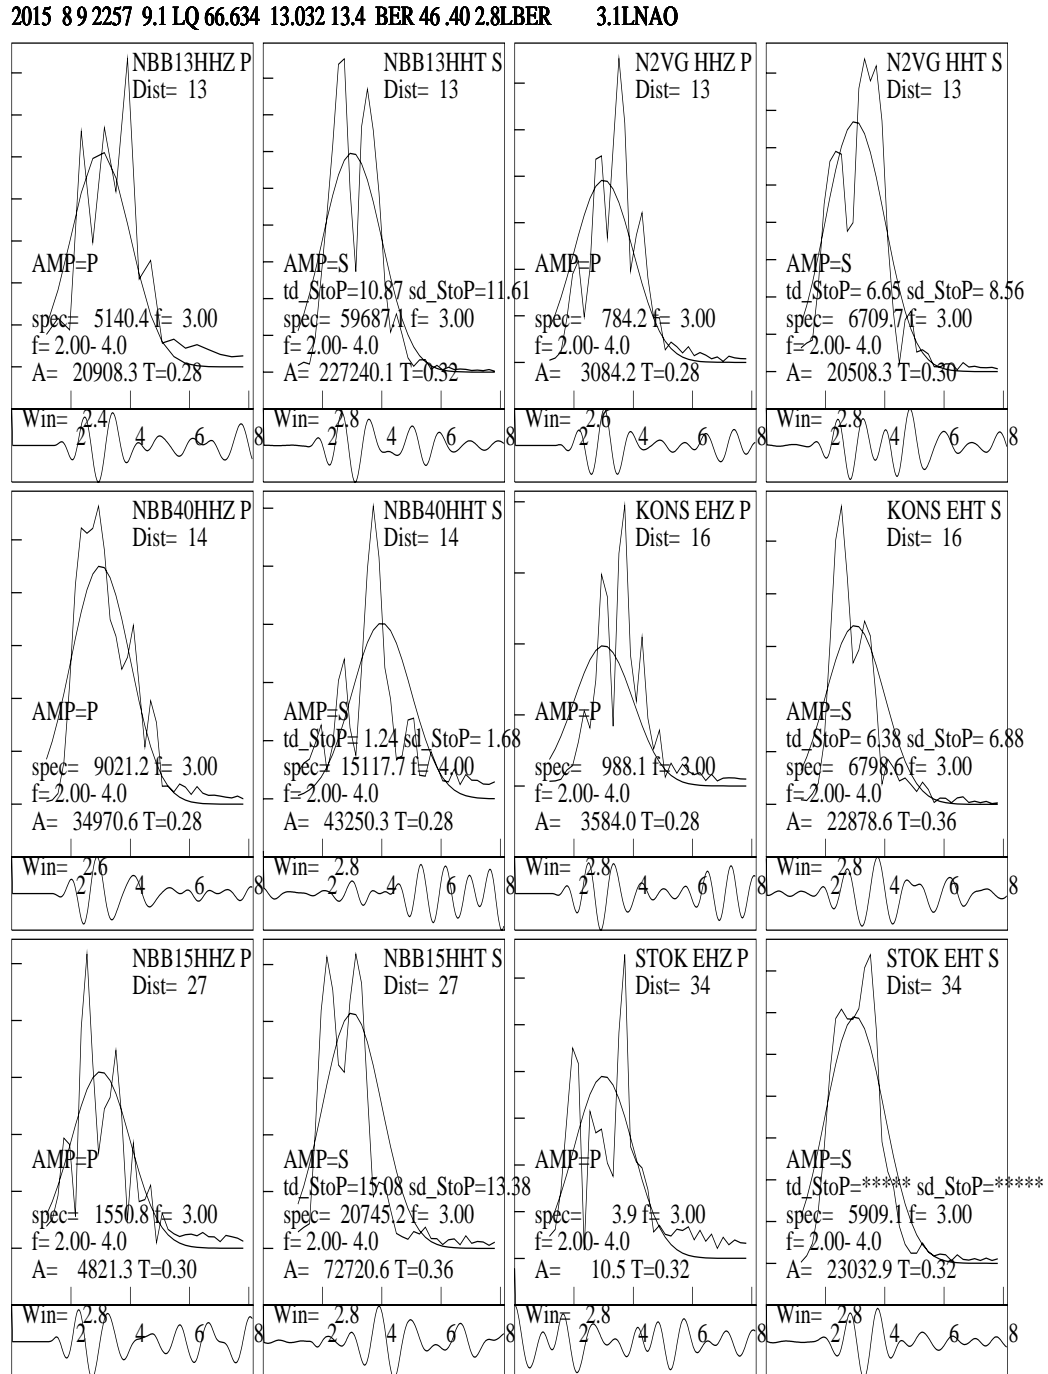 2015 8 9 2257 9.1 LQ 66.634 13.032 13.4 BER 46 .40 2.8LBER 3.1LNAO
NBB13HHZ P
Dist= 13
AMP=P
spec= 5140.4 f= 3.00
f= 2.00- 4.0
A= 20908.3 T=0.28
Win= 2.4
2 4 6 8
NBB13HHT S
Dist= 13
AMP=S
td_StoP=10.87 sd_StoP=11.61
spec= 59687.1 f= 3.00
f= 2.00- 4.0
A= 227240.1 T=0.32
Win= 2.8
2 4 6 8
N2VG HHZ P
Dist= 13
AMP=P
spec= 784.2 f= 3.00
f= 2.00- 4.0
A= 3084.2 T=0.28
Win= 2.6
2 4 6 8
N2VG HHT S
Dist= 13
AMP=S
td_StoP= 6.65 sd_StoP= 8.56
spec= 6709.7 f= 3.00
f= 2.00- 4.0
A= 20508.3 T=0.30
Win= 2.8
2 4 6 8
NBB40HHZ P
Dist= 14
AMP=P
spec= 9021.2 f= 3.00
f= 2.00- 4.0
A= 34970.6 T=0.28
Win= 2.6
2 4 6 8
NBB40HHT S
Dist= 14
AMP=S
td_StoP= 1.24 sd_StoP= 1.68
spec= 15117.7 f= 4.00
f= 2.00- 4.0
A= 43250.3 T=0.28
Win= 2.8
2 4 6 8
KONS EHZ P
Dist= 16
AMP=P
spec= 988.1 f= 3.00
f= 2.00- 4.0
A= 3584.0 T=0.28
Win= 2.8
2 4 6 8
KONS EHT S
Dist= 16
AMP=S
td_StoP= 6.38 sd_StoP= 6.88
spec= 6798.6 f= 3.00
f= 2.00- 4.0
A= 22878.6 T=0.36
Win= 2.8
2 4 6 8
NBB15HHZ P
Dist= 27
AMP=P
spec= 1550.8 f= 3.00
f= 2.00- 4.0
A= 4821.3 T=0.30
Win= 2.8
2 4 6 8
NBB15HHT S
Dist= 27
AMP=S
td_StoP=15.08 sd_StoP=13.38
spec= 20745.2 f= 3.00
f= 2.00- 4.0
A= 72720.6 T=0.36
Win= 2.8
2 4 6 8
STOK EHZ P
Dist= 34
AMP=P
spec= 3.9 f= 3.00
f= 2.00- 4.0
A= 10.5 T=0.32
Win= 2.8
2 4 6 8
STOK EHT S
Dist= 34
AMP=S
td_StoP=***** sd_StoP=*****
spec= 5909.1 f= 3.00
f= 2.00- 4.0
A= 23032.9 T=0.32
Win= 2.8
2 4 6 8